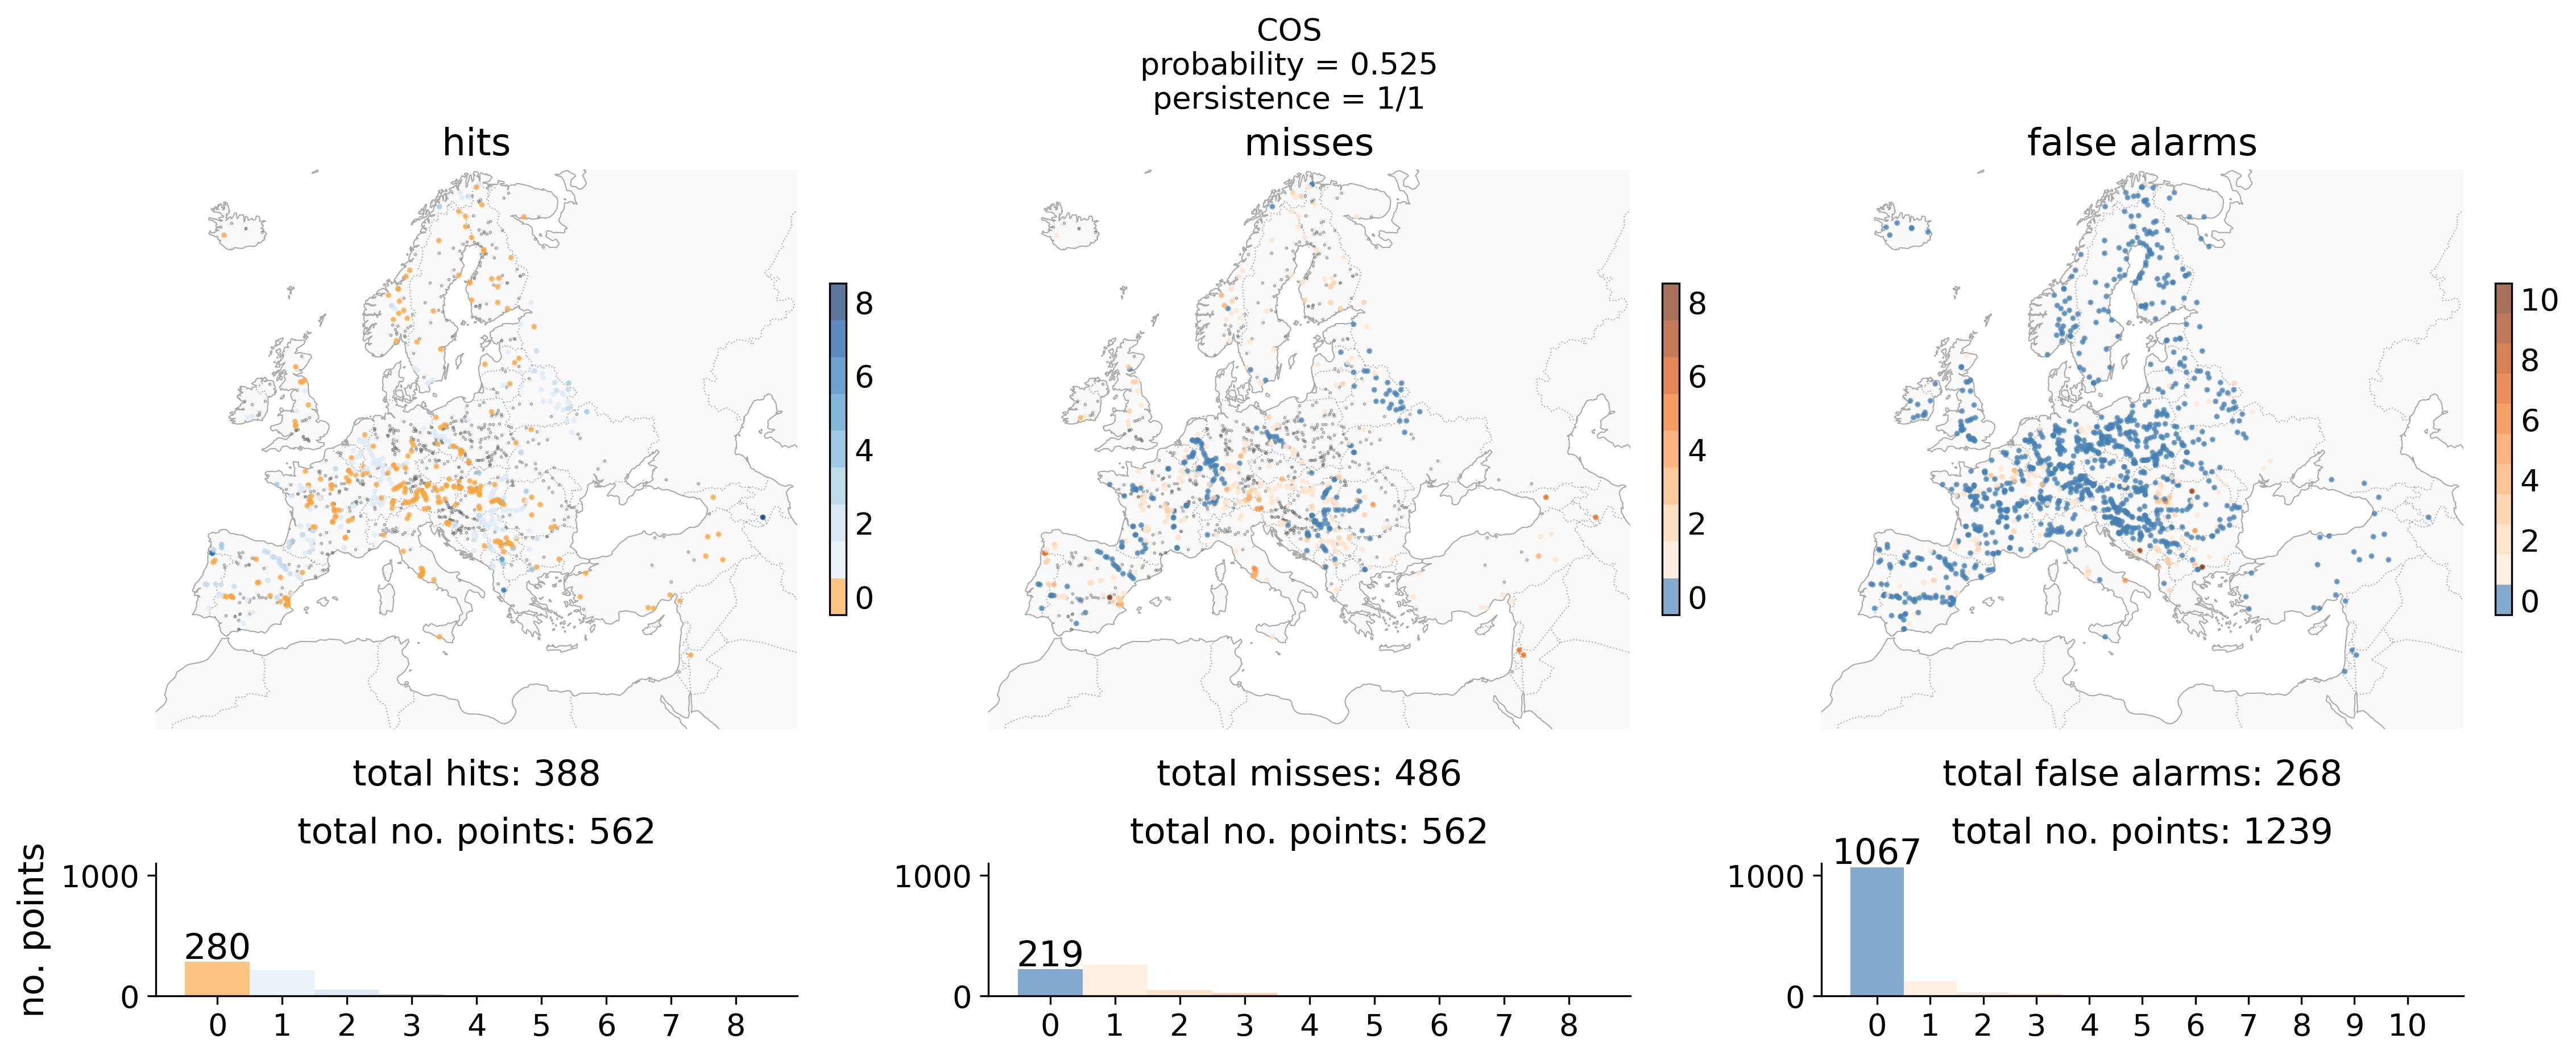 COS
probability = 0.525
persistence = 1/1
hits
misses
false alarms
8
6
4
2
0
8
6
4
2
0
10
8
6
4
2
0
total hits: 388
total misses: 486
total false alarms: 268
total no. points: 562
total no. points: 562
total no. points: 1239
no. points
1000
0
280
0 1 2 3 4 5 6 7 8
1000
0
219
0 1 2 3 4 5 6 7 8
1000
0
1067
0 1 2 3 4 5 6 7 8 9 10